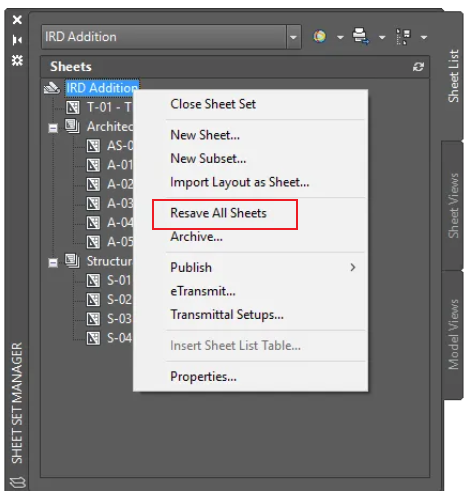 IRD Addition
Sheets
IRD Addition
T-01 - T
Architec
AS-0
A-01
A-02
A-03
A-04
A-05
Structura
S-01
S-02
S-03
S-04
Close Sheet Set
New Sheet...
New Subset...
Import Layout as Sheet...
Resave All Sheets
Archive...
Publish
eTransmit...
Transmittal Setups...
Insert Sheet List Table...
Properties...
Sheet List
Sheet Views
Model Views
SHEET SET MANAGER